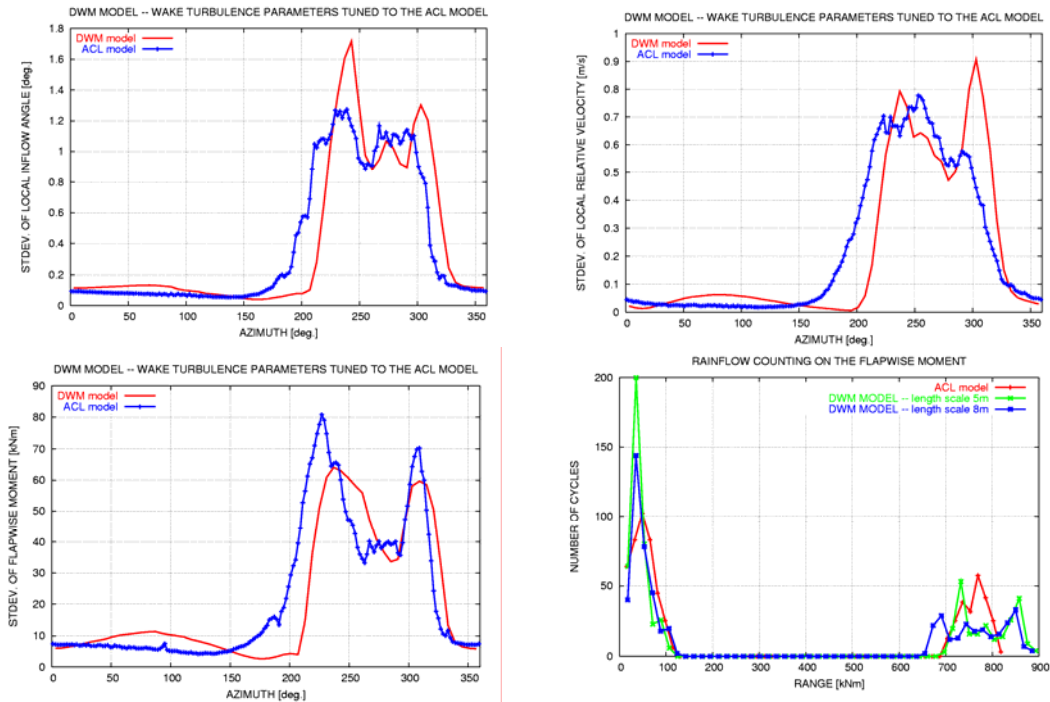 DWM MODEL -- WAKE TURBULENCE PARAMETERS TUNED TO THE ACL MODEL
STDEV. OF LOCAL INFLOW ANGLE [deg.]
1.8
1.6
1.4
1.2
1
0.8
0.6
0.4
0.2
0
DWM model
ACL model
0 50 100 150 200 250 300 350
AZIMUTH [deg.]
DWM MODEL -- WAKE TURBULENCE PARAMETERS TUNED TO THE ACL MODEL
STDEV. OF LOCAL RELATIVE VELOCITY [m/s]
1
0.9
0.8
0.7
0.6
0.5
0.4
0.3
0.2
0.1
0
DWM model
ACL model
0 50 100 150 200 250 300 350
AZIMUTH [deg.]
DWM MODEL -- WAKE TURBULENCE PARAMETERS TUNED TO THE ACL MODEL
STDEV. OF FLAPWISE MOMENT [kNm]
90
80
70
60
50
40
30
20
10
0
DWM model
ACL model
0 50 100 150 200 250 300 350
AZIMUTH [deg.]
RAINFLOW COUNTING ON THE FLAPWISE MOMENT
NUMBER OF CYCLES
200
150
100
50
0
ACL model
DWM MODEL -- length scale 5m
DWM MODEL -- length scale 8m
0 100 200 300 400 500 600 700 800 900
RANGE [kNm]